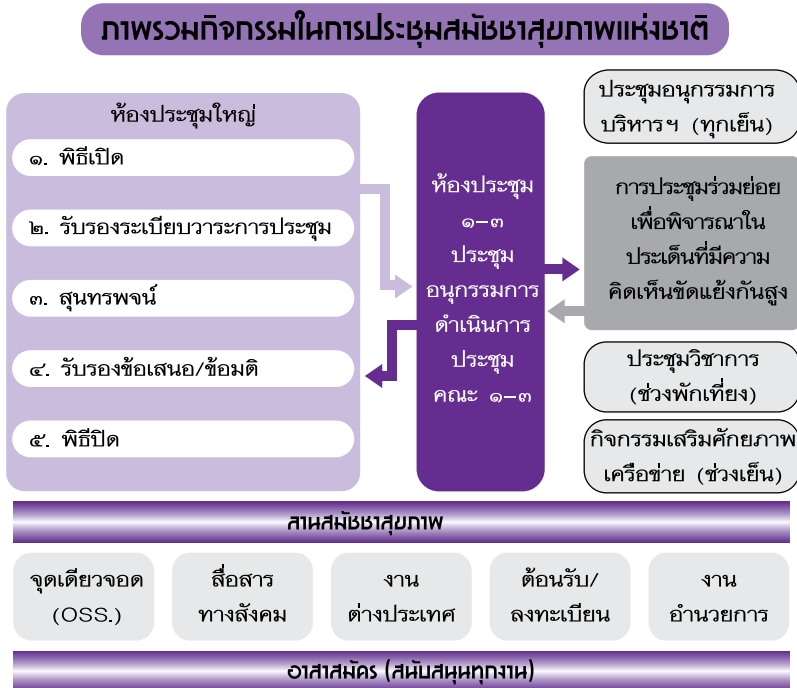 ภาพรวมกิจกรรมในการประชุมสมัชชาสุขภาพแห่งชาติ
ห้องประชุมใหญ่
๑. พิธีเปิด
๒. รับรองระเบียบวาระการประชุม
๓. สุนทรพจน์
๔. รับรองข้อเสนอ/ข้อมติ
๕. พิธีปิด
ห้องประชุม
๑-๓
ประชุม
อนุกรรมการ
ดำเนินการ
ประชุม
คณะ ๑-๓
ประชุมอนุกรรมการ
บริหารฯ (ทุกเย็น)
การประชุมร่วมย่อย
เพื่อพิจารณาใน
ประเด็นที่มีความ
คิดเห็นขัดแย้งกันสูง
ประชุมวิชาการ
(ช่วงพักเที่ยง)
กิจกรรมเสริมศักยภาพ
เครือข่าย (ช่วงเย็น)
สานสมัชชาสุขภาพ
จุดเดียวจอด
(OSS.)
สื่อสาร
ทางสังคม
งาน
ต่างประเทศ
ต้อนรับ/
ลงทะเบียน
งาน
อำนวยการ
อาสาสมัคร (สนับสนุนทุกงาน)